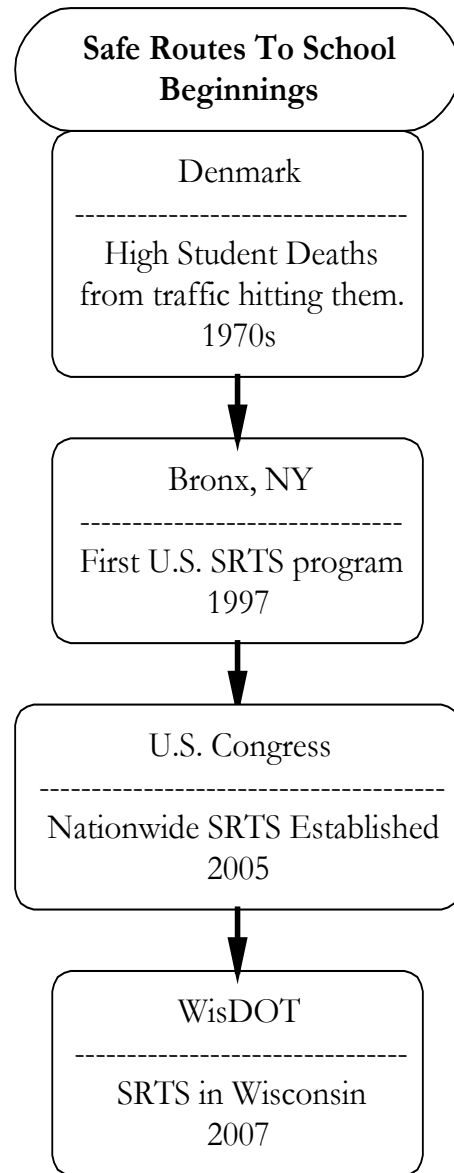 Safe Routes To School
Beginnings
Denmark
--------------------------------
High Student Deaths
from traffic hitting them.
1970s
Bronx, NY
-------------------------------
First U.S. SRTS program
1997
U.S. Congress
---------------------------------------
Nationwide SRTS Established
2005
WisDOT
--------------------------------
SRTS in Wisconsin
2007